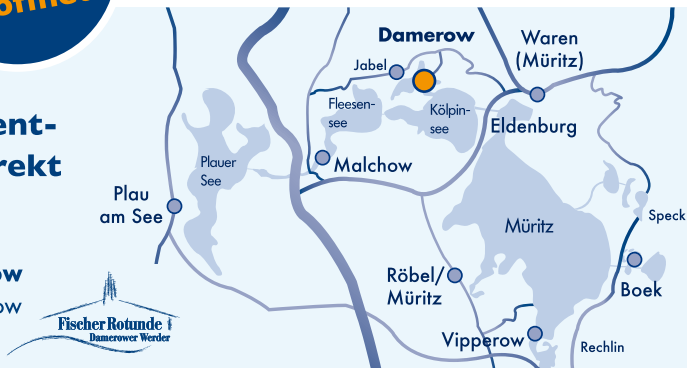 Damerow
Waren
(Müritz)
Jabel
Fleesen-
see
Kölpin-
see
Eldenburg
Plauer
See
Malchow
Plau
am See
Müritz
Speck
Röbel/
Müritz
Boek
Vipperow
Rechlin
ent-
rekt
ow
ow
Fischer Rotunde
Damerower Werder